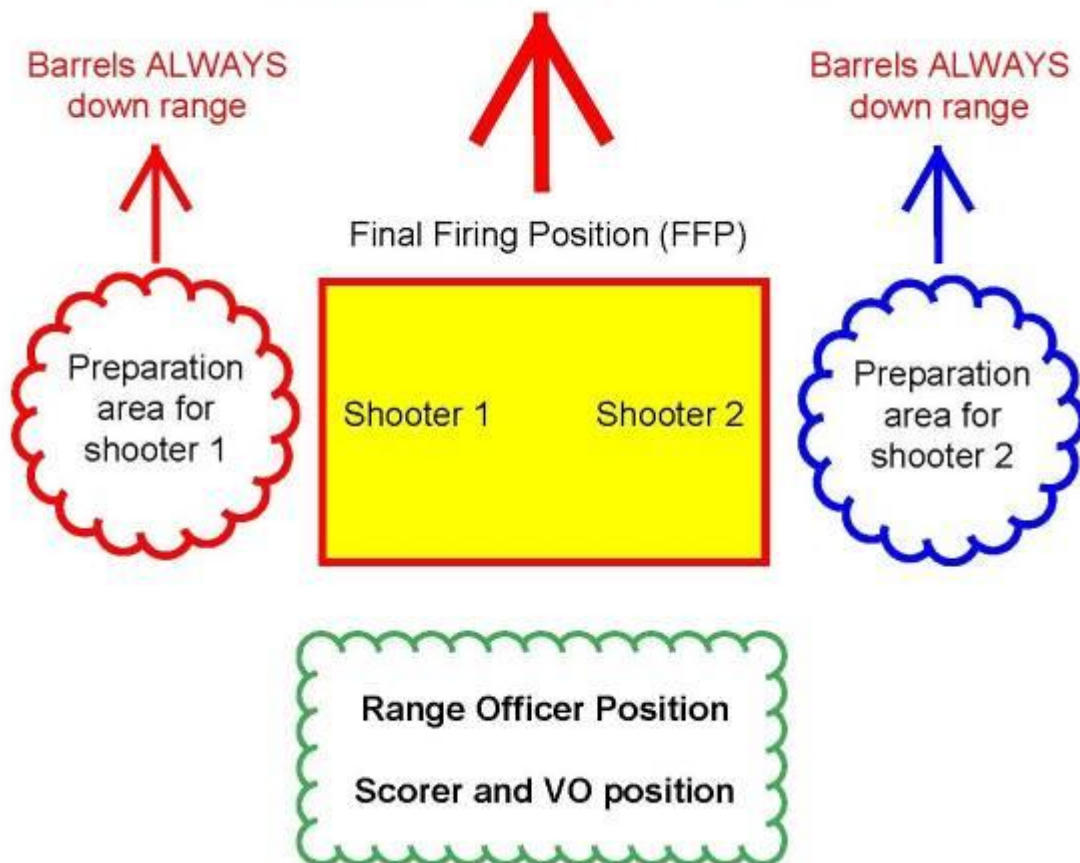 Barrels ALWAYS
down range
Barrels ALWAYS
down range
Final Firing Position (FFP)
Preparation
area for
shooter 1
Shooter 1
Shooter 2
Preparation
area for
shooter 2
Range Officer Position
Scorer and VO position